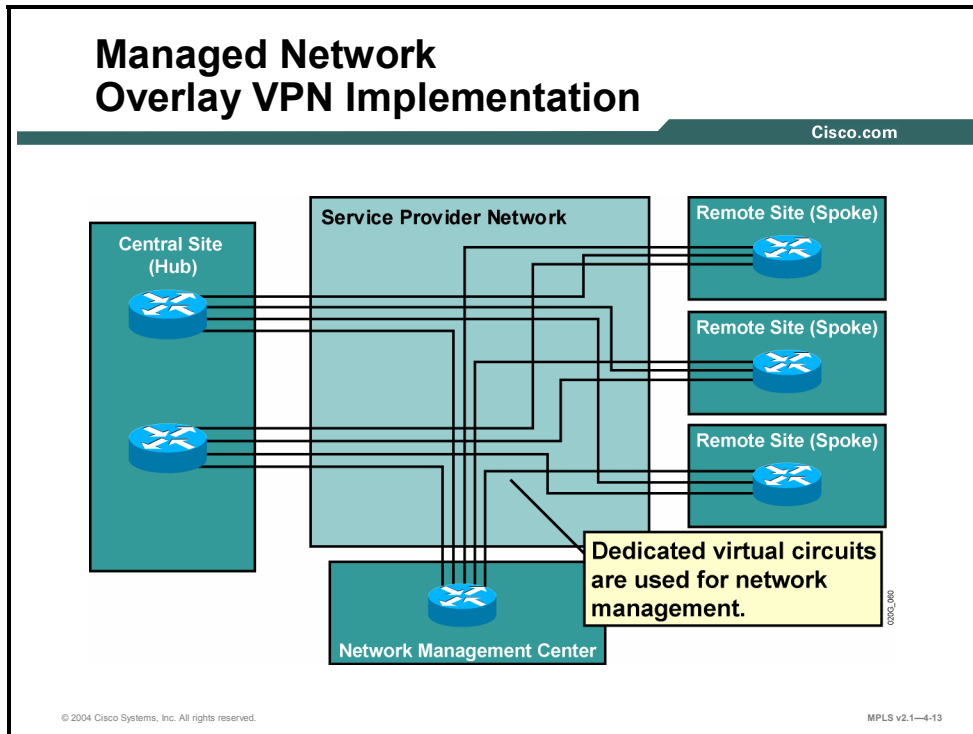 Managed Network
Overlay VPN Implementation
Cisco.com
Service Provider Network
Central Site
(Hub)
Remote Site (Spoke)
Remote Site (Spoke)
Remote Site (Spoke)
Dedicated virtual circuits
are used for network
management.
Network Management Center
020G_060
© 2004 Cisco Systems, Inc. All rights reserved.
MPLS v2.1—4-13